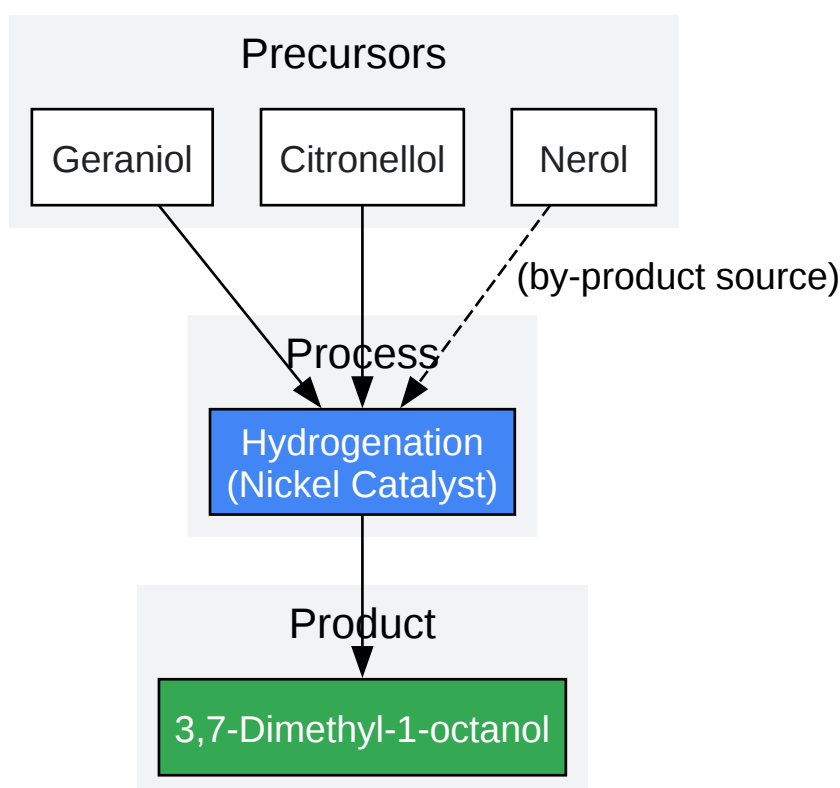 Precursors
Geraniol
Citronellol
Nerol
(by-product source)
Process
Hydrogenation
(Nickel Catalyst)
Product
3,7-Dimethyl-1-octanol